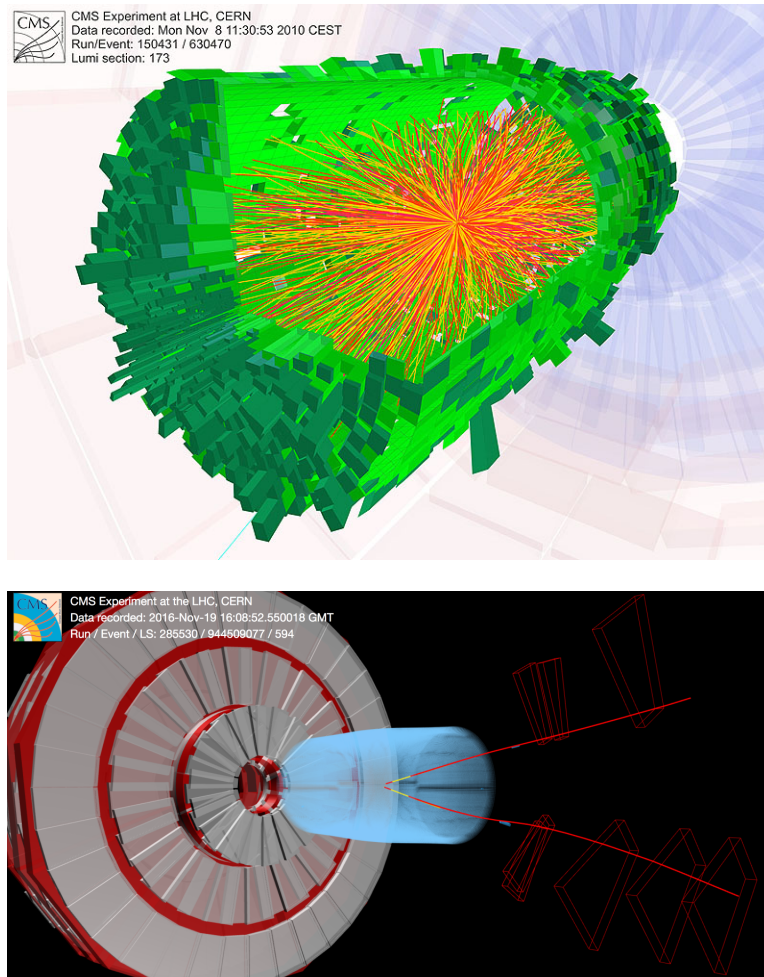 CMS
CMS Experiment at LHC, CERN
Data recorded: Mon Nov 8 11:30:53 2010 CEST
Run/Event: 150431 / 630470
Lumi section: 173
CMS
CMS Experiment at the LHC, CERN
Data recorded: 2016-Nov-19 16:08:52.550018 GMT
Run / Event / LS: 285530 / 944509077 / 594